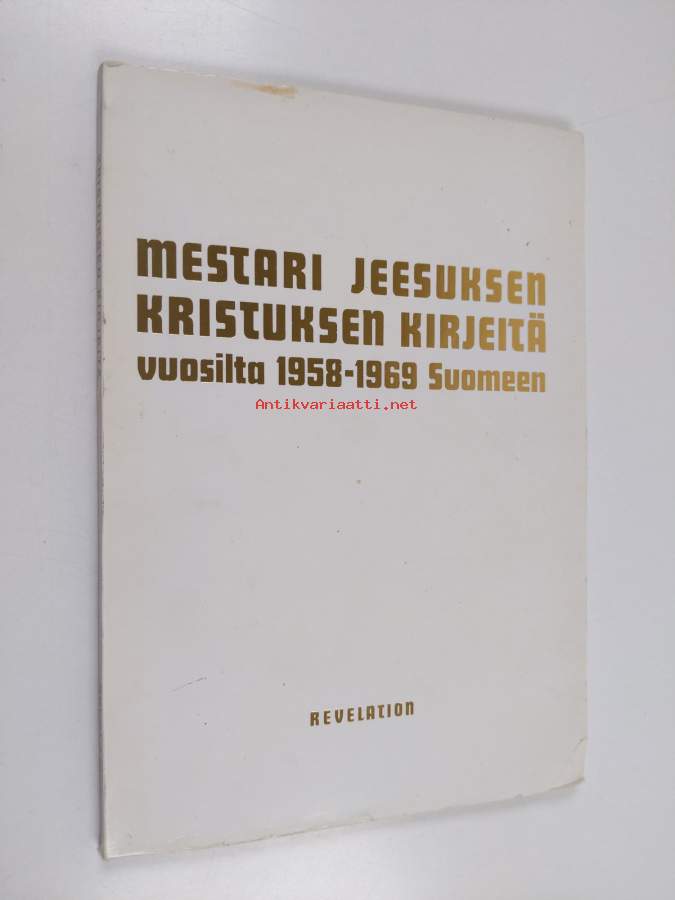 MESTARI JEESUKSEN
KRISTUKSEN KIRJEITÄ
vuosilta 1958-1969 Suomeen
Antikvariaatti.net
REVELATION